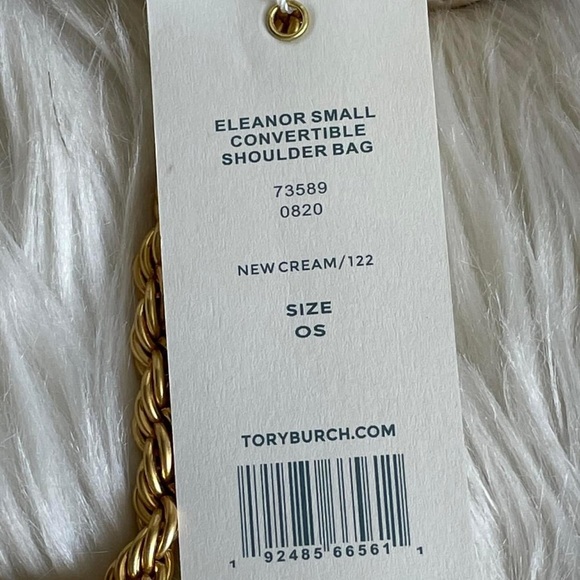 ELEANOR SMALL
CONVERTIBLE
SHOULDER BAG
73589
0820
NEW CREAM/122
SIZE
OS
TORYBURCH.COM
1 92485 66561 1